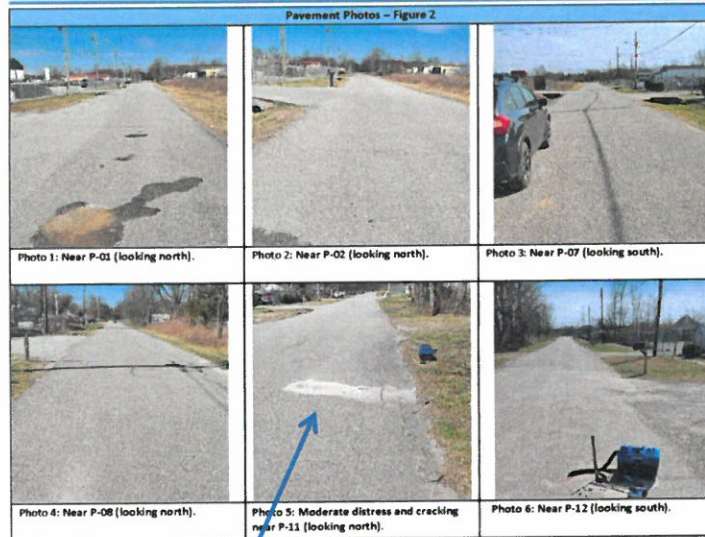 Pavement Photos – Figure 2
Photo 1: Near P-01 (looking north).
Photo 2: Near P-02 (looking north).
Photo 3: Near P-07 (looking south).
Photo 4: Near P-08 (looking north).
Photo 5: Moderate distress and cracking
near P-11 (looking north).
Photo 6: Near P-12 (looking south).